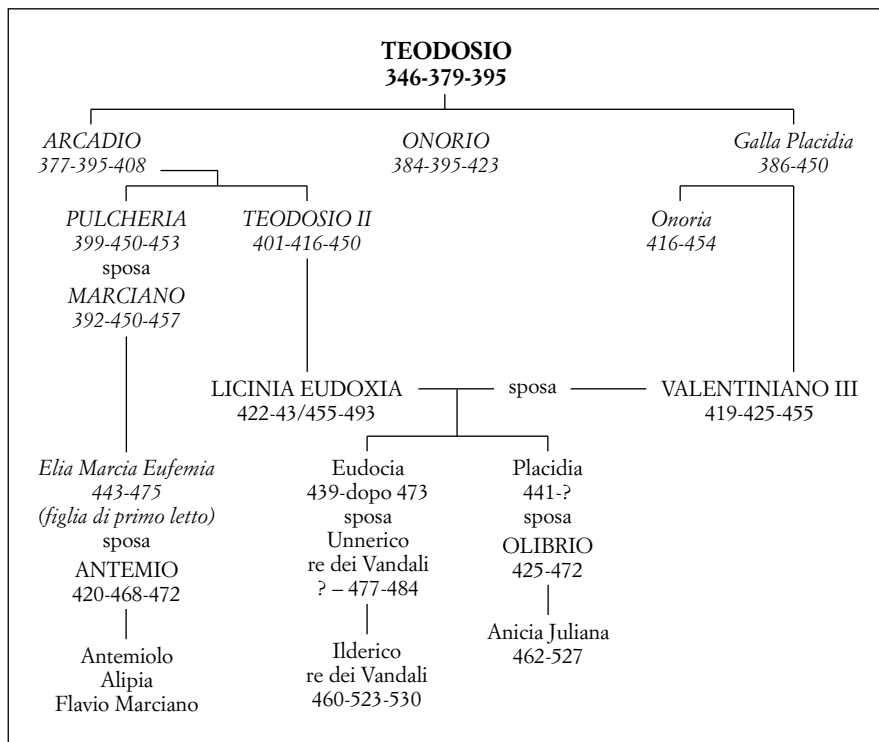 TEODOSIO
346-379-395
ARCADIO
377-395-408
ONORIO
384-395-423
Galla Placidia
386-450
PULCHERIA
399-450-453
sposa
MARCIANO
392-450-457
TEODOSIO II
401-416-450
Onoria
416-454
LICINIA EUDOXIA
422-43/455-493
sposa
VALENTINIANO III
419-425-455
Elia Marcia Eufemia
443-475
(figlia di primo letto)
sposa
ANTEMIO
420-468-472
Antemiolo
Alipia
Flavio Marciano
Eudocia
439-dopo 473
sposa
Unnerico
re dei Vandali
? – 477-484
Ilderico
re dei Vandali
460-523-530
Placidia
441-?
sposa
OLIBRIO
425-472
Anicia Juliana
462-527